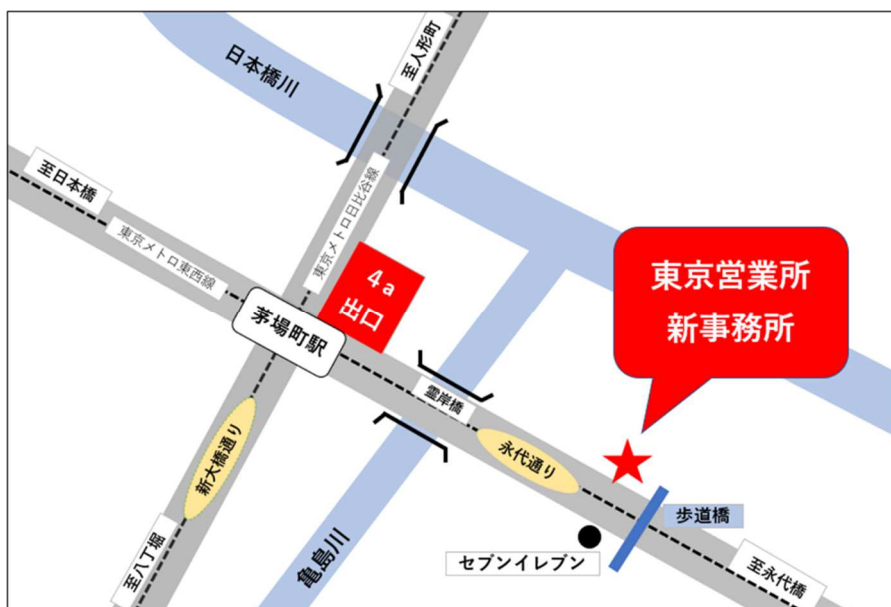 至人形町
日本橋川
至日本橋
東京メトロ日比谷線
東京メトロ東西線
4a
出口
東京営業所
新事務所
茅場町駅
霊岸橋
新大橋通り
永代通り
歩道橋
セブンイレブン
至八丁堀
亀島川
至永代橋